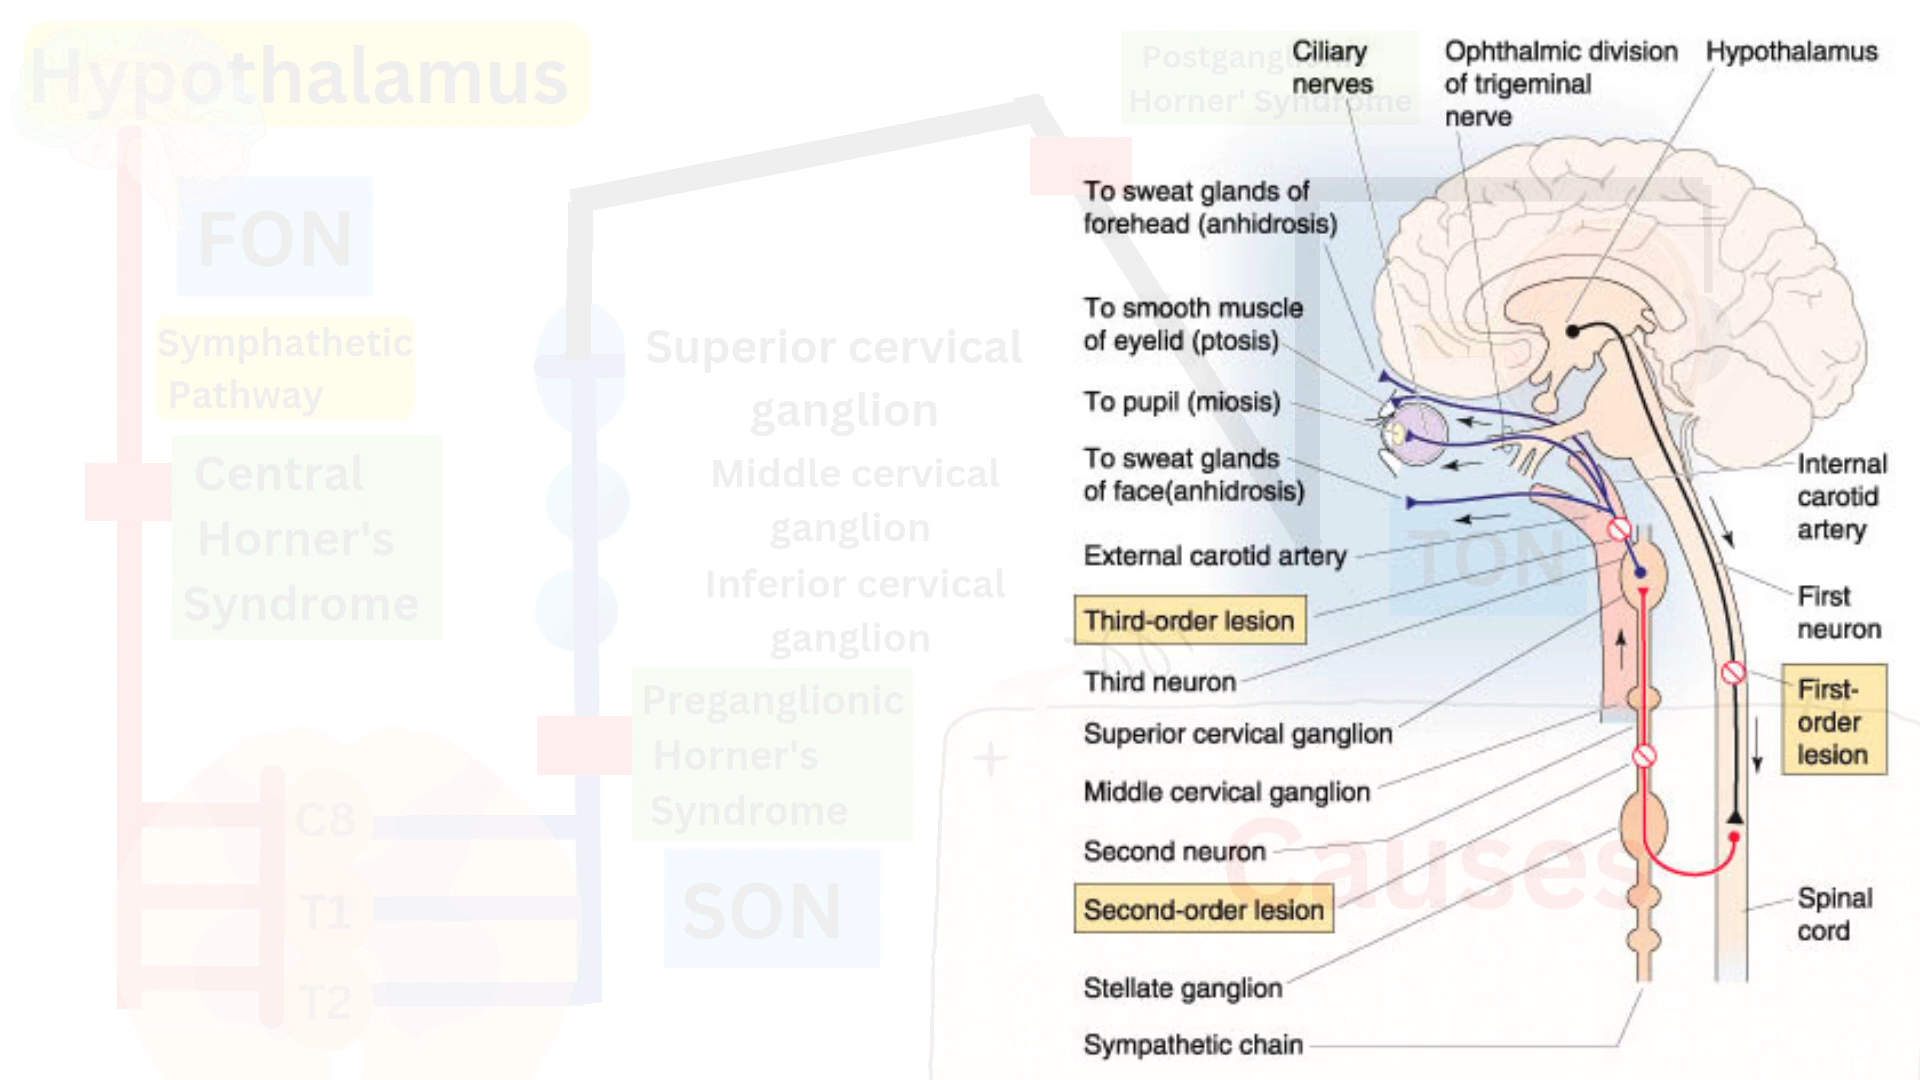 Hypothalamus
FON
Symphathetic
Pathway
Central
Horner's
Syndrome
C8
T1
T2
Superior cervical
ganglion
Middle cervical
ganglion
Inferior cervical
ganglion
Preganglionic
Horner's
Syndrome
SON
Postganglionic
Horner' Syndrome
TON
Causes
Ciliary
nerves
Ophthalmic division
of trigeminal
nerve
Hypothalamus
To sweat glands of
forehead (anhidrosis)
To smooth muscle
of eyelid (ptosis)
To pupil (miosis)
To sweat glands
of face(anhidrosis)
External carotid artery
Third-order lesion
Third neuron
Superior cervical ganglion
Middle cervical ganglion
Second neuron
Second-order lesion
Stellate ganglion
Sympathetic chain
Internal
carotid
artery
First
neuron
First-
order
lesion
Spinal
cord